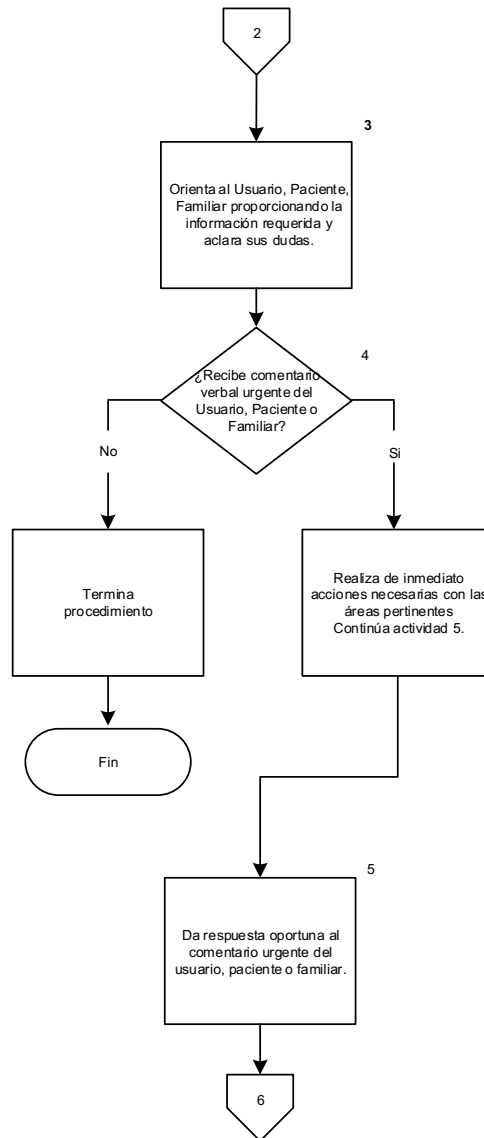 2
3
Orienta al Usuario, Paciente,
Familiar proporcionando la
información requerida y
aclara sus dudas.
4
¿Recibe comentario
verbal urgente del
Usuario, Paciente o
Familiar?
No
Si
Termina
procedimiento
Realiza de inmediato
acciones necesarias con las
áreas pertinentes
Continúa actividad 5.
Fin
5
Da respuesta oportuna al
comentario urgente del
usuario, paciente o familiar.
6